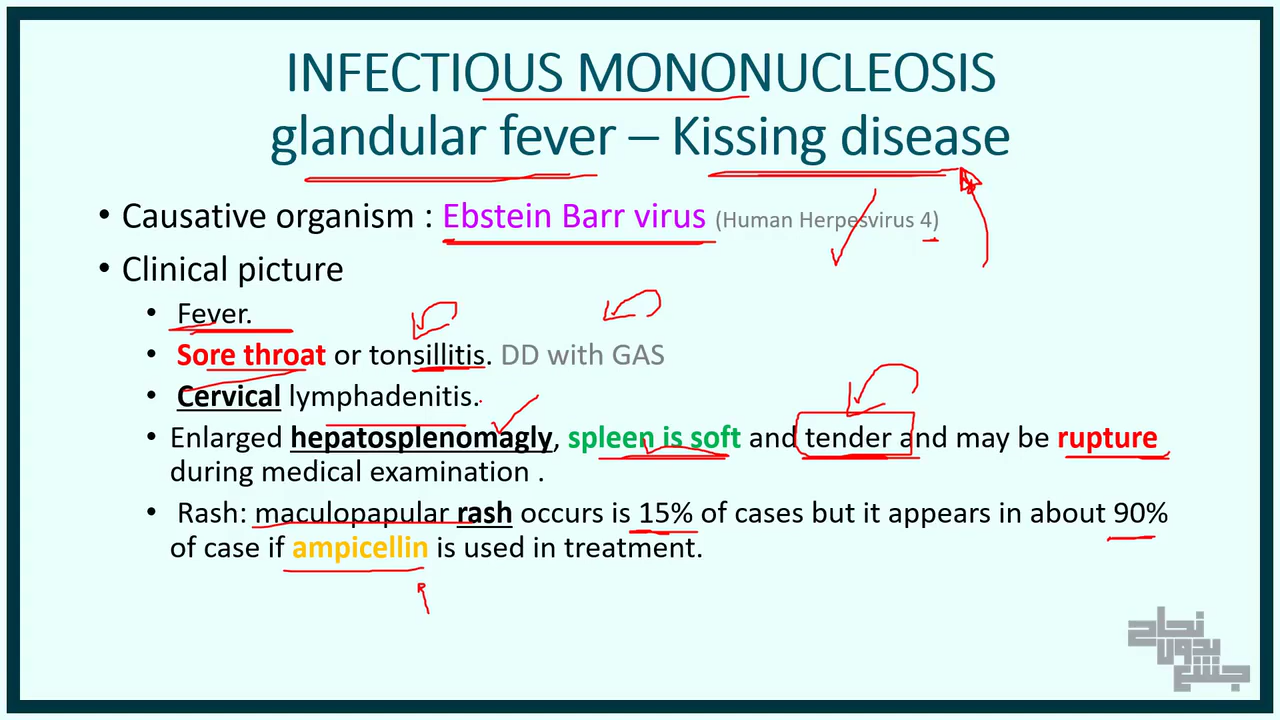 INFECTIOUS MONONUCLEOSIS
glandular fever – Kissing disease
• Causative organism : Ebstein Barr virus (Human Herpesvirus 4)
• Clinical picture
• Fever.
• Sore throat or tonsillitis. DD with GAS
• Cervical lymphadenitis.
• Enlarged hepatosplenomagly, spleen is soft and tender and may be rupture
during medical examination .
• Rash: maculopapular rash occurs is 15% of cases but it appears in about 90%
of case if ampicellin is used in treatment.
نجاح
بدون
جشع